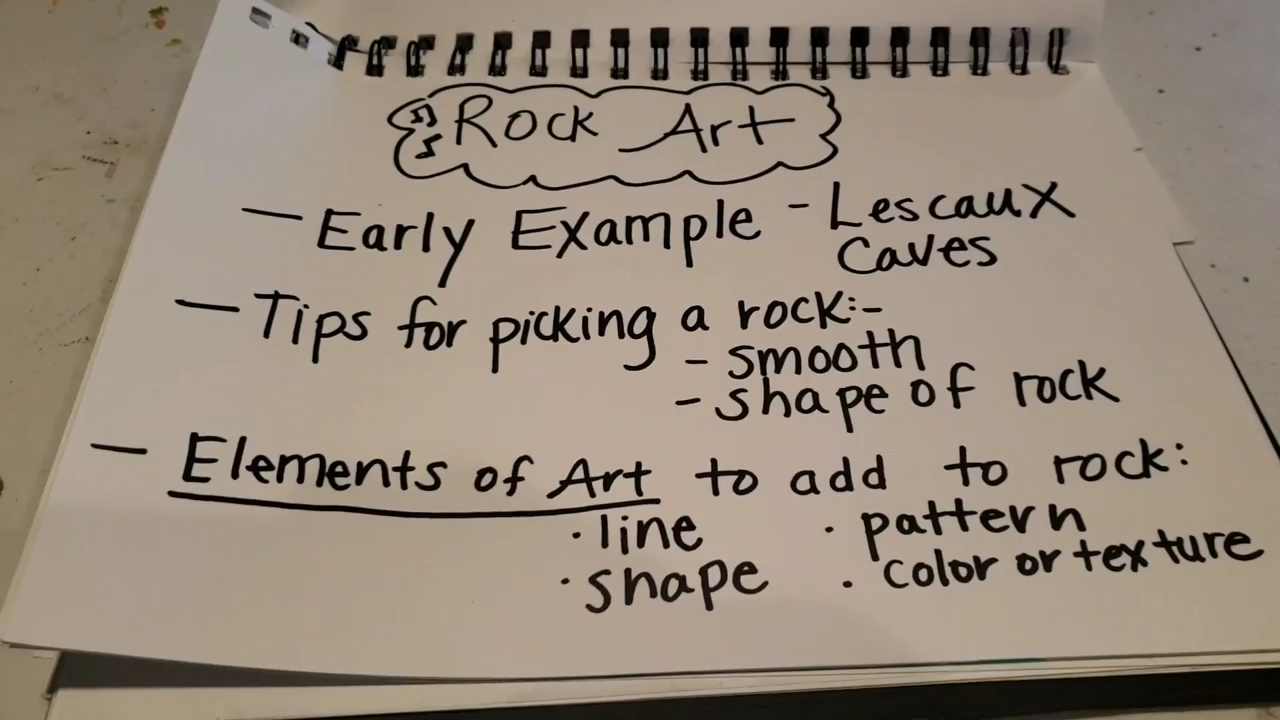 Rock Art
— Early Example - Lescaux
Caves
— Tips for picking a rock:-
- smooth
- shape of rock
— Elements of Art to add to rock:
· line · pattern
· shape · color or texture